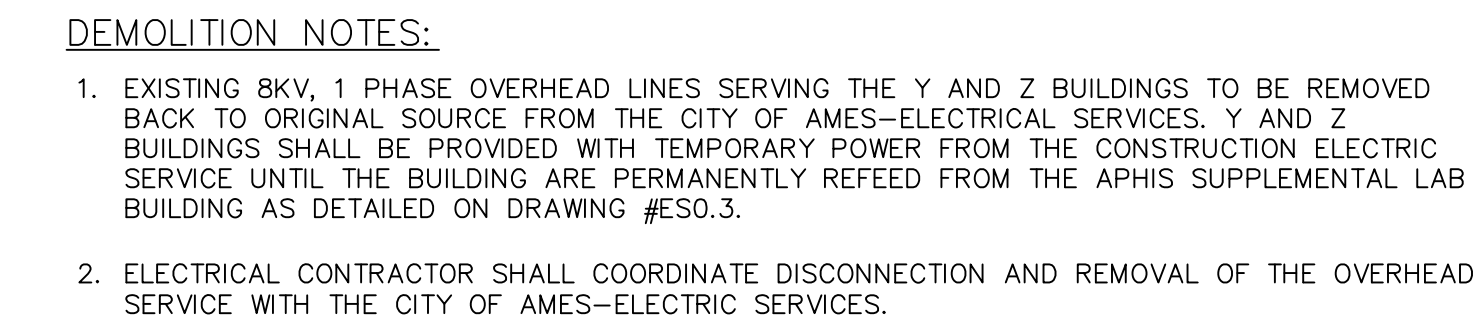 DEMOLITION NOTES:
1. EXISTING 8KV, 1 PHASE OVERHEAD LINES SERVING THE Y AND Z BUILDINGS TO BE REMOVED
BACK TO ORIGINAL SOURCE FROM THE CITY OF AMES-ELECTRICAL SERVICES. Y AND Z
BUILDINGS SHALL BE PROVIDED WITH TEMPORARY POWER FROM THE CONSTRUCTION ELECTRIC
SERVICE UNTIL THE BUILDING ARE PERMANENTLY REFEED FROM THE APHIS SUPPLEMENTAL LAB
BUILDING AS DETAILED ON DRAWING #ES0.3.
2. ELECTRICAL CONTRACTOR SHALL COORDINATE DISCONNECTION AND REMOVAL OF THE OVERHEAD
SERVICE WITH THE CITY OF AMES-ELECTRIC SERVICES.